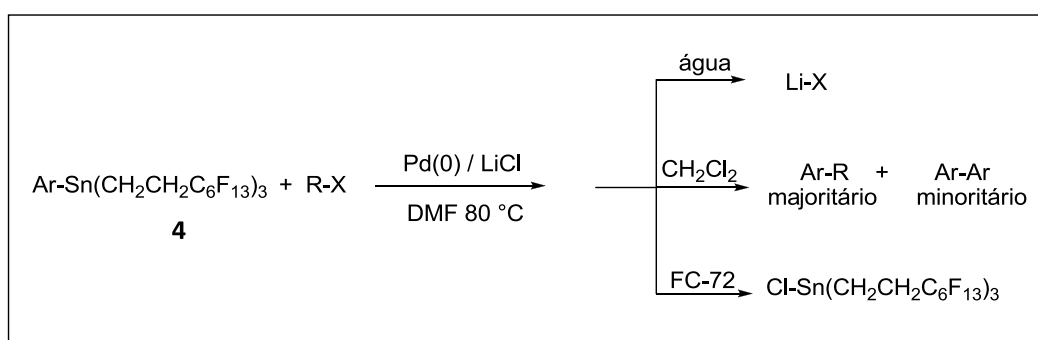 água
Li-X
Ar-Sn(CH₂CH₂C₆F₁₃)₃ + R-X
Pd(0) / LiCl
DMF 80 °C
CH₂Cl₂
Ar-R + Ar-Ar
majoritário minoritário
4
FC-72
Cl-Sn(CH₂CH₂C₆F₁₃)₃